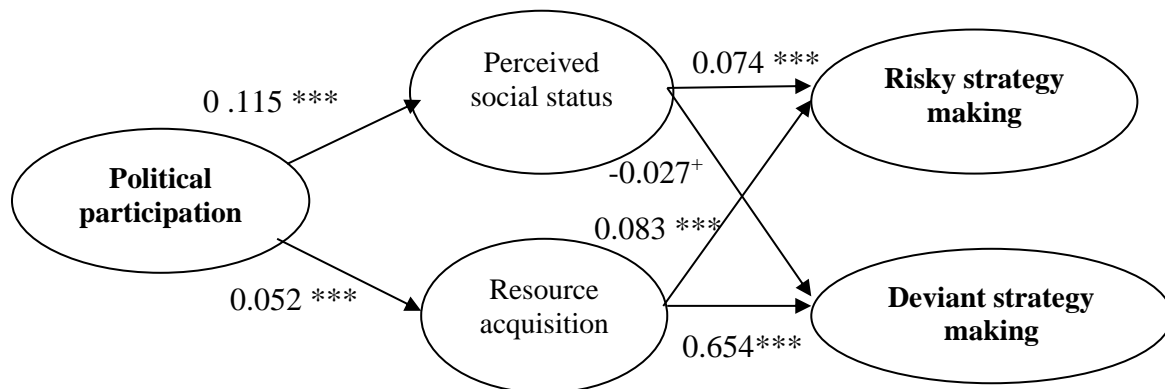 Perceived
social status
0.074 ***
Risky strategy
making
0 .115 ***
Political
participation
-0.027+
0.083 ***
0.052 ***
Resource
acquisition
Deviant strategy
making
0.654***